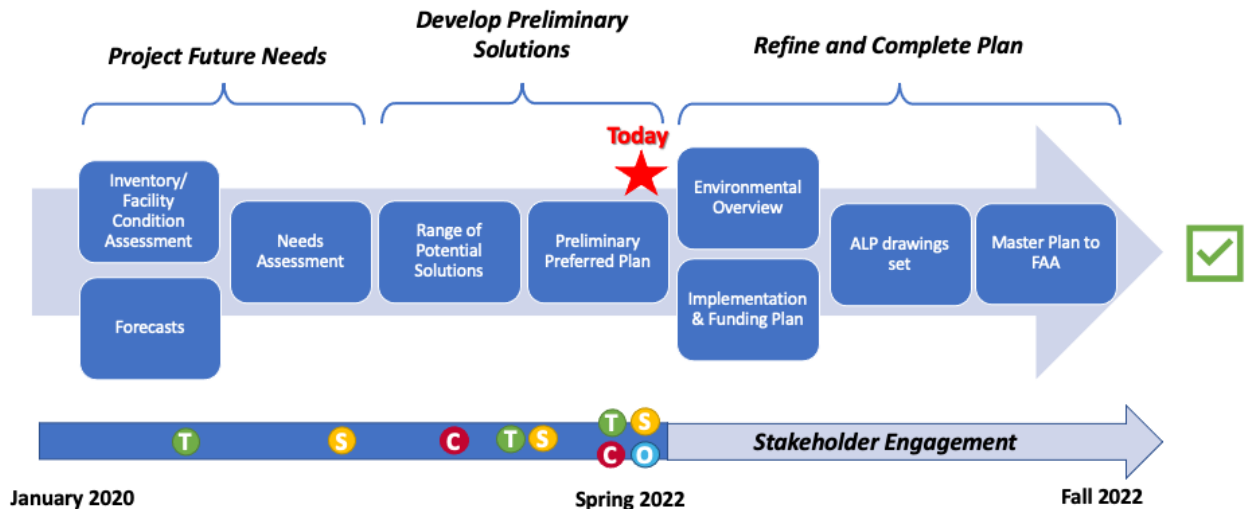 Project Future Needs
Develop Preliminary
Solutions
Refine and Complete Plan
Today
Inventory/
Facility
Condition
Assessment
Forecasts
Needs
Assessment
Range of
Potential
Solutions
Preliminary
Preferred Plan
Environmental
Overview
Implementation
& Funding Plan
ALP drawings
set
Master Plan to
FAA
T
S
C
T
S
T
S
C
O
Stakeholder Engagement
January 2020
Spring 2022
Fall 2022